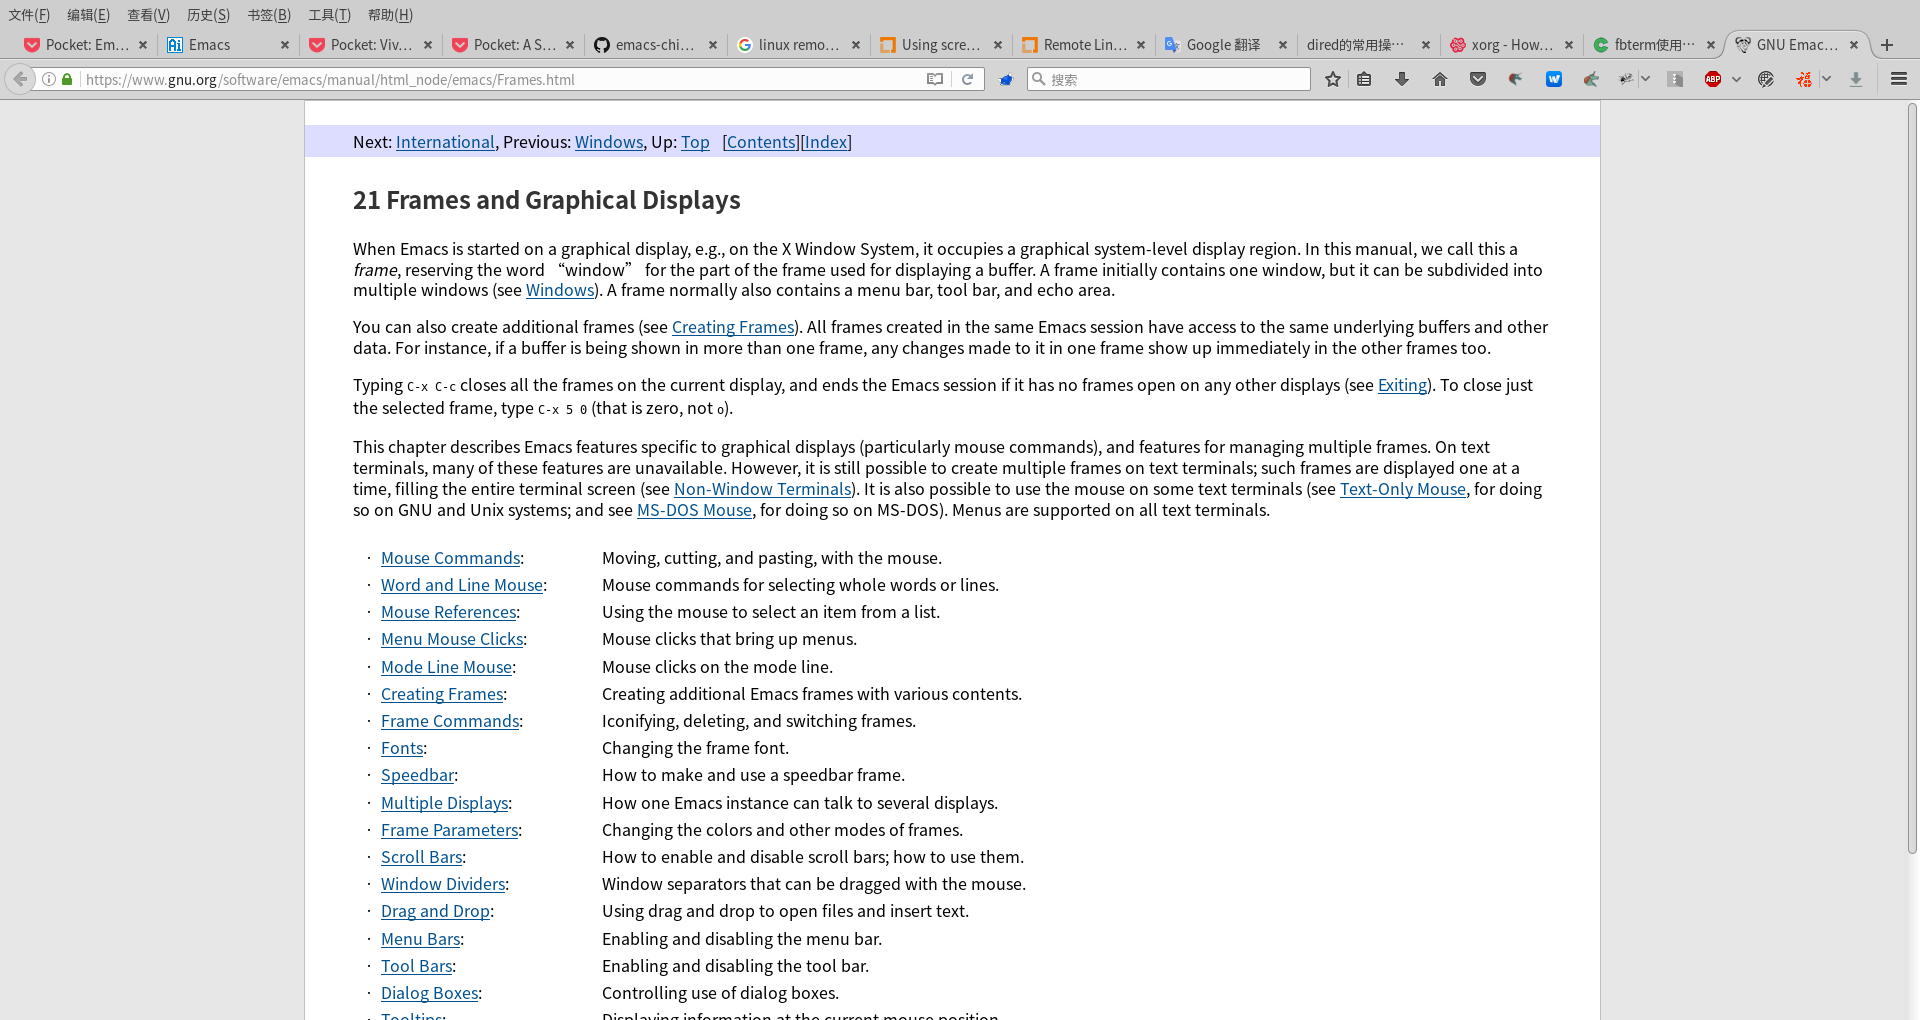 文件(F) 编辑(E) 查看(V) 历史(S) 书签(B) 工具(T) 帮助(H)
Pocket: Em... Emacs Pocket: Viv... Pocket: A S... emacs-chi... linux remo... Using scre... Remote Lin... Google 翻译 dired的常用操... xorg - How... fbterm使用... GNU Emac...
https://www.gnu.org/software/emacs/manual/html_node/emacs/Frames.html 搜索 ABP
Next: International, Previous: Windows, Up: Top [Contents][Index]
21 Frames and Graphical Displays
When Emacs is started on a graphical display, e.g., on the X Window System, it occupies a graphical system-level display region. In this manual, we call this a
frame, reserving the word “window” for the part of the frame used for displaying a buffer. A frame initially contains one window, but it can be subdivided into
multiple windows (see Windows). A frame normally also contains a menu bar, tool bar, and echo area.
You can also create additional frames (see Creating Frames). All frames created in the same Emacs session have access to the same underlying buffers and other
data. For instance, if a buffer is being shown in more than one frame, any changes made to it in one frame show up immediately in the other frames too.
Typing C-x C-c closes all the frames on the current display, and ends the Emacs session if it has no frames open on any other displays (see Exiting). To close just
the selected frame, type C-x 5 0 (that is zero, not o).
This chapter describes Emacs features specific to graphical displays (particularly mouse commands), and features for managing multiple frames. On text
terminals, many of these features are unavailable. However, it is still possible to create multiple frames on text terminals; such frames are displayed one at a
time, filling the entire terminal screen (see Non-Window Terminals). It is also possible to use the mouse on some text terminals (see Text-Only Mouse, for doing
so on GNU and Unix systems; and see MS-DOS Mouse, for doing so on MS-DOS). Menus are supported on all text terminals.
· Mouse Commands: Moving, cutting, and pasting, with the mouse.
· Word and Line Mouse: Mouse commands for selecting whole words or lines.
· Mouse References: Using the mouse to select an item from a list.
· Menu Mouse Clicks: Mouse clicks that bring up menus.
· Mode Line Mouse: Mouse clicks on the mode line.
· Creating Frames: Creating additional Emacs frames with various contents.
· Frame Commands: Iconifying, deleting, and switching frames.
· Fonts: Changing the frame font.
· Speedbar: How to make and use a speedbar frame.
· Multiple Displays: How one Emacs instance can talk to several displays.
· Frame Parameters: Changing the colors and other modes of frames.
· Scroll Bars: How to enable and disable scroll bars; how to use them.
· Window Dividers: Window separators that can be dragged with the mouse.
· Drag and Drop: Using drag and drop to open files and insert text.
· Menu Bars: Enabling and disabling the menu bar.
· Tool Bars: Enabling and disabling the tool bar.
· Dialog Boxes: Controlling use of dialog boxes.
· Tooltips: Displaying information at the current mouse position.